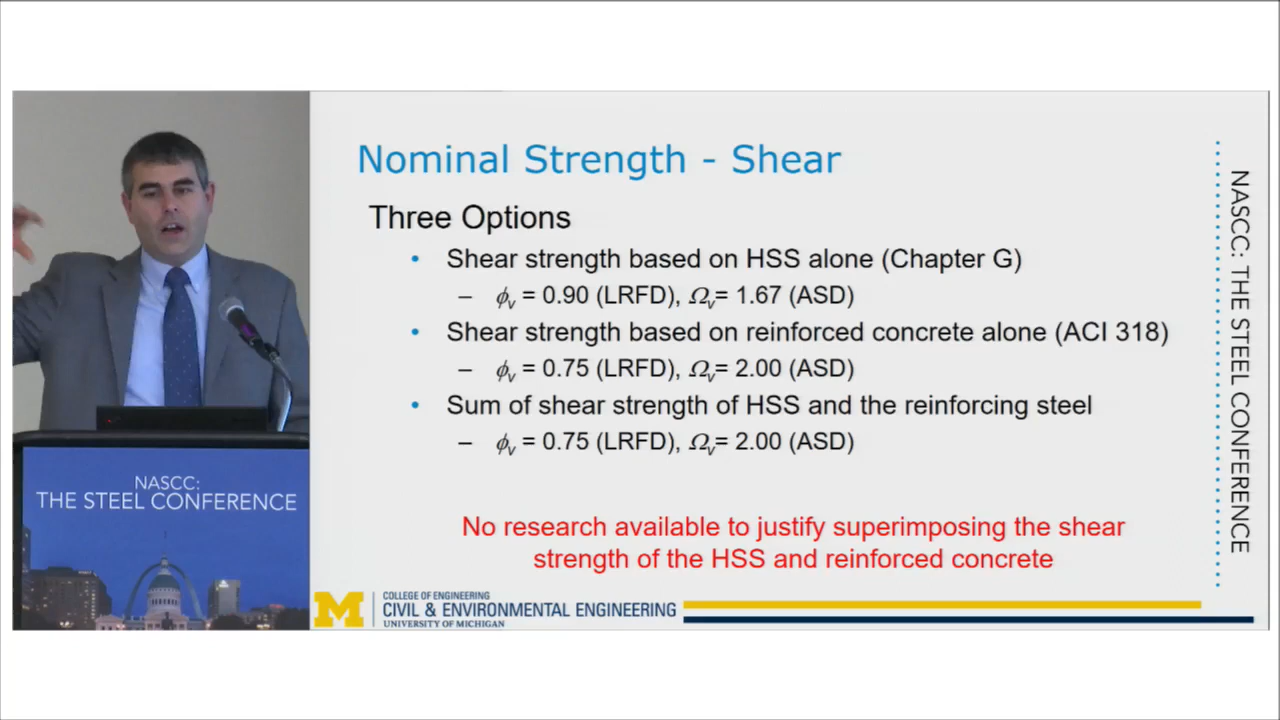 Nominal Strength - Shear
Three Options
• Shear strength based on HSS alone (Chapter G)
– ϕv = 0.90 (LRFD), Ωv= 1.67 (ASD)
• Shear strength based on reinforced concrete alone (ACI 318)
– ϕv = 0.75 (LRFD), Ωv= 2.00 (ASD)
• Sum of shear strength of HSS and the reinforcing steel
– ϕv = 0.75 (LRFD), Ωv= 2.00 (ASD)
No research available to justify superimposing the shear
strength of the HSS and reinforced concrete
M
COLLEGE OF ENGINEERING
CIVIL & ENVIRONMENTAL ENGINEERING
UNIVERSITY OF MICHIGAN
NASCC: THE STEEL CONFERENCE
NASCC:
THE STEEL CONFERENCE